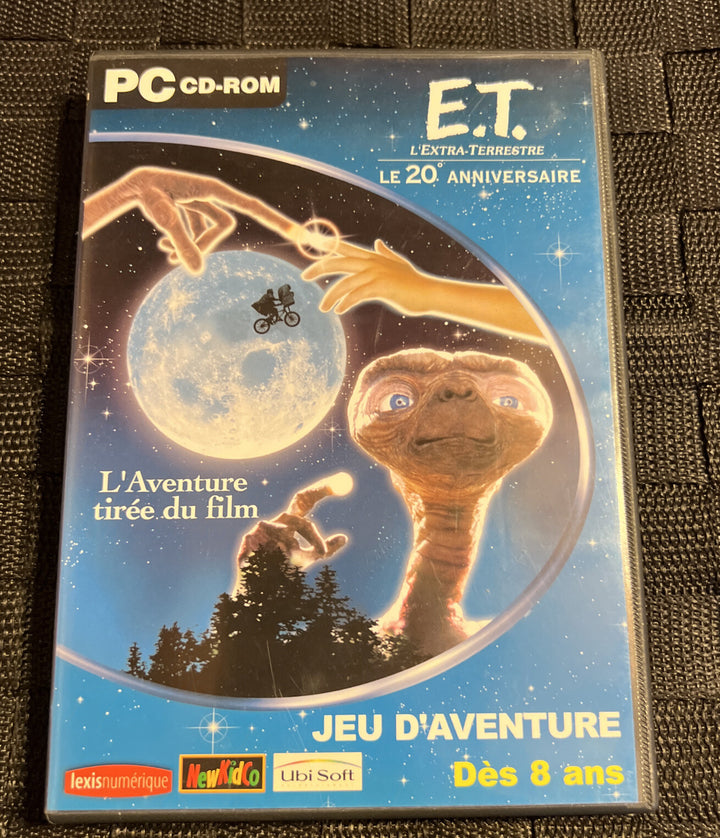 PC CD-ROM
E.T.
L'EXTRA-TERRESTRE
LE 20° ANNIVERSAIRE
L'Aventure
tirée du film
JEU D'AVENTURE
Dès 8 ans
lexisnumérique
NewKidCo
Ubi Soft